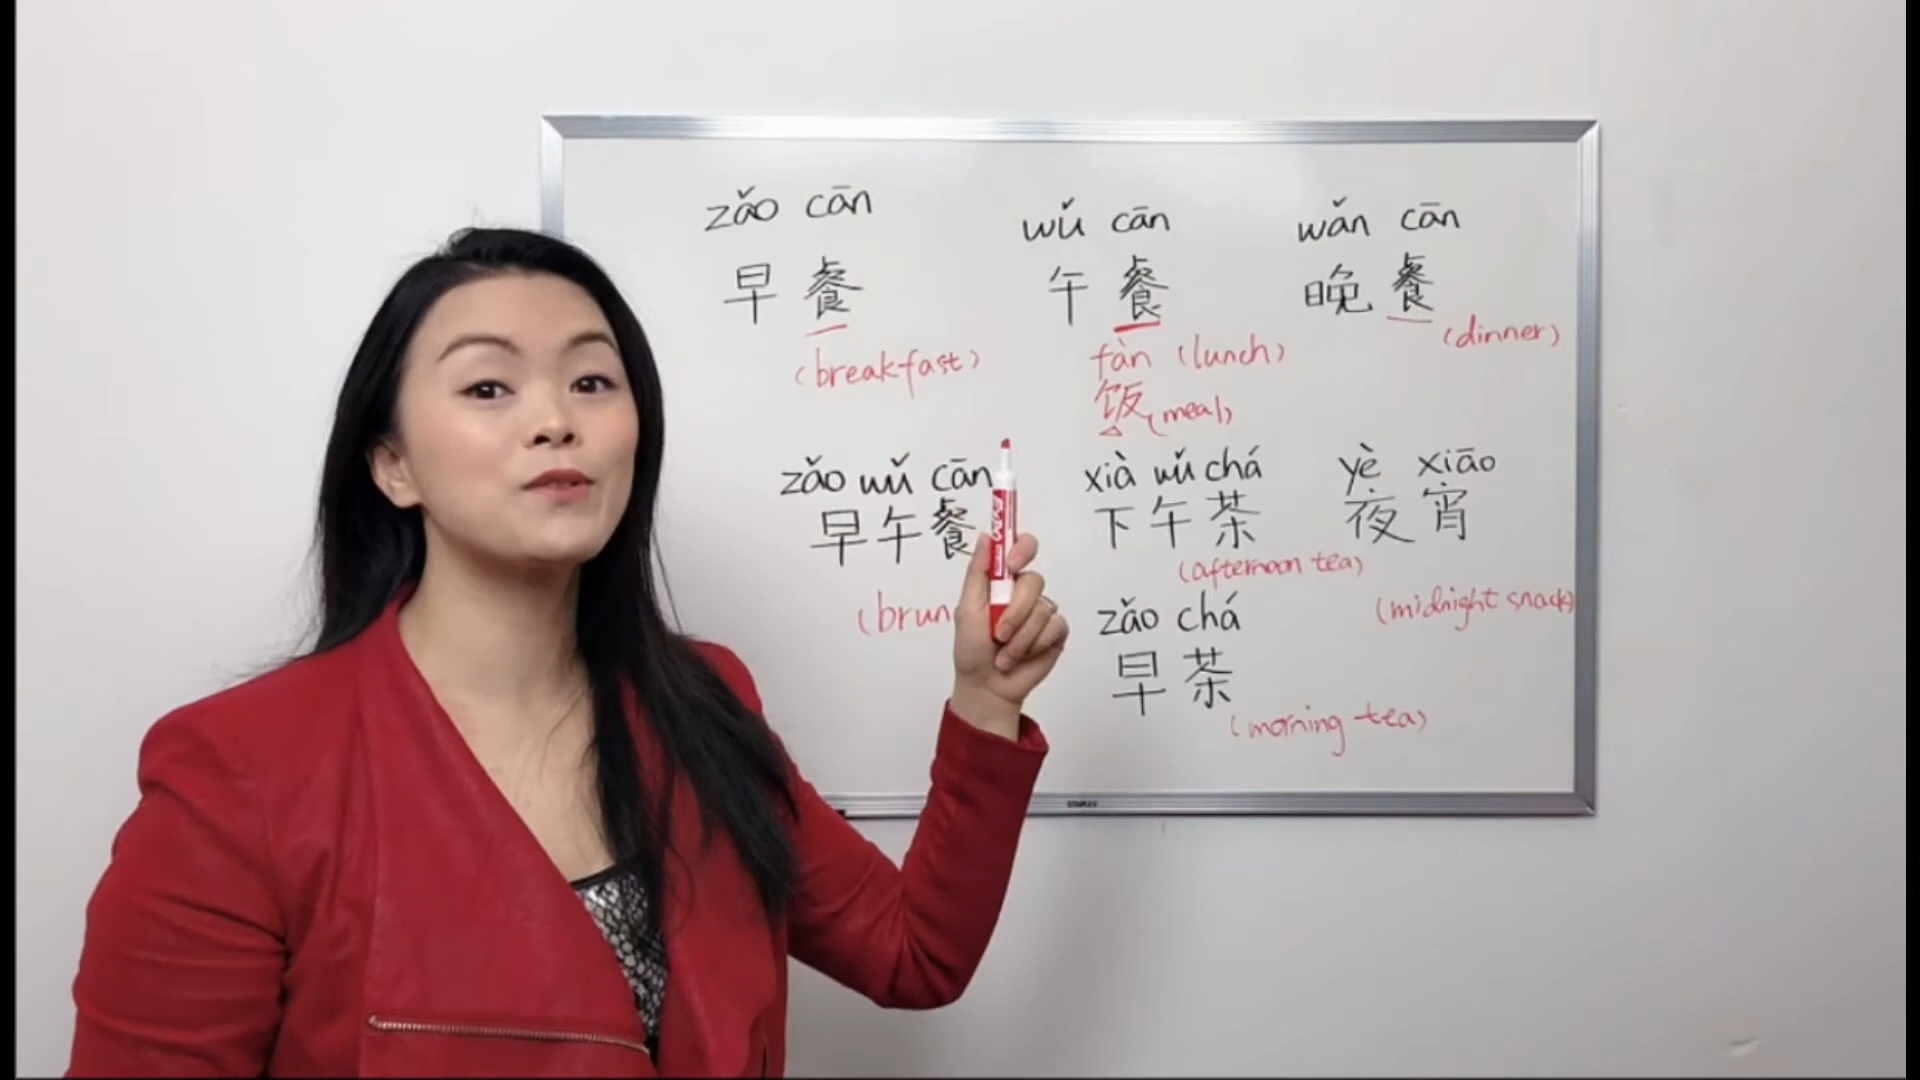 zǎo cān
wǔ cān
wǎn cān
早餐
午餐
晚餐
(breakfast)
fàn (lunch)
(dinner)
饭 (meal)
zǎo wǔ cān
xià wǔ chá
yè xiāo
早午餐
下午茶
夜宵
(brun
(afternoon tea)
(midnight snack)
zǎo chá
早茶
(morning tea)